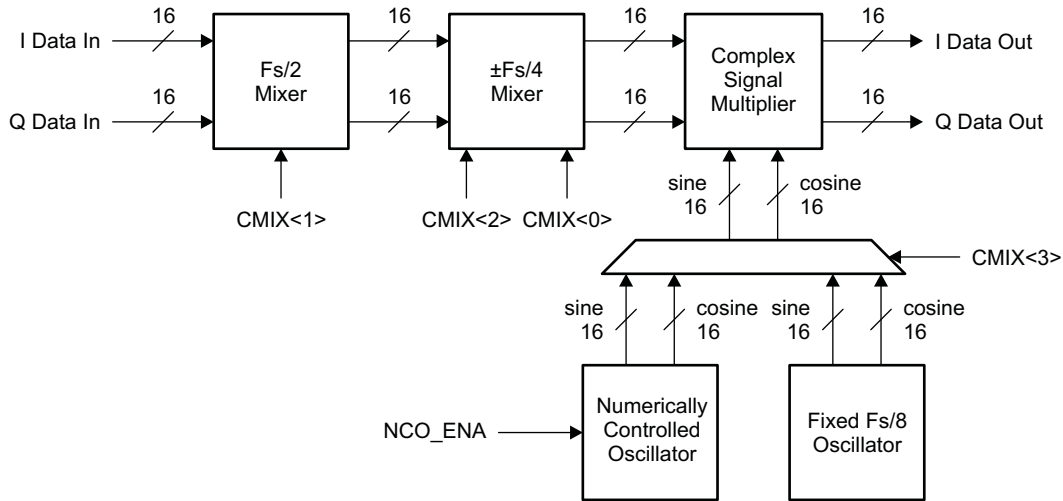 16 16 16 16
I Data In I Data Out
Fs/2
Mixer
±Fs/4
Mixer
Complex
Signal
Multiplier
16 16 16 16
Q Data In Q Data Out
sine
16
cosine
16
CMIX<1> CMIX<2> CMIX<0>
CMIX<3>
sine
16
cosine
16
sine
16
cosine
16
NCO_ENA
Numerically
Controlled
Oscillator
Fixed Fs/8
Oscillator